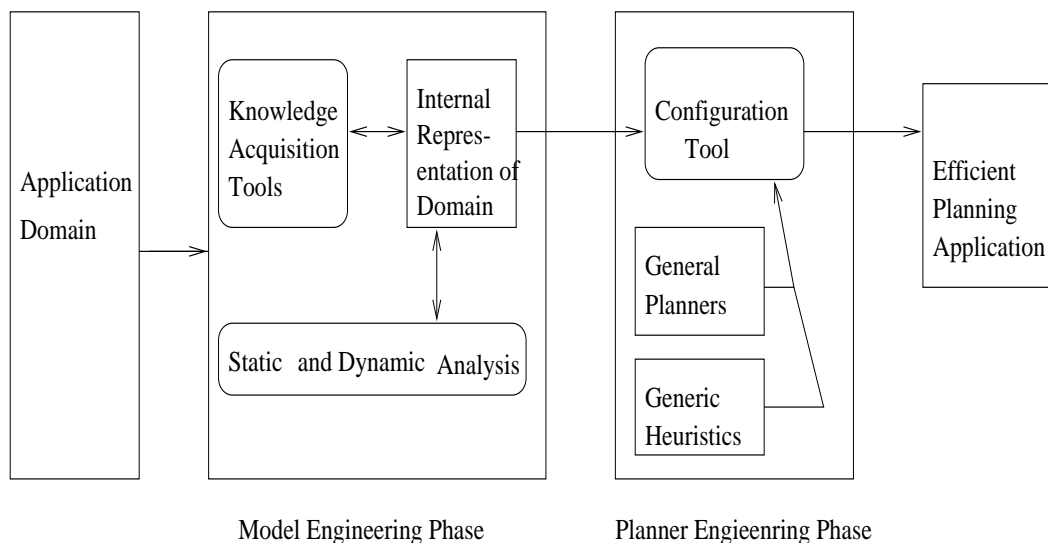 Application
Domain
Knowledge
Acquisition
Tools
Internal
Repres-
entation of
Domain
Static and Dynamic Analysis
Model Engineering Phase
Configuration
Tool
General
Planners
Generic
Heuristics
Planner Engieenring Phase
Efficient
Planning
Application